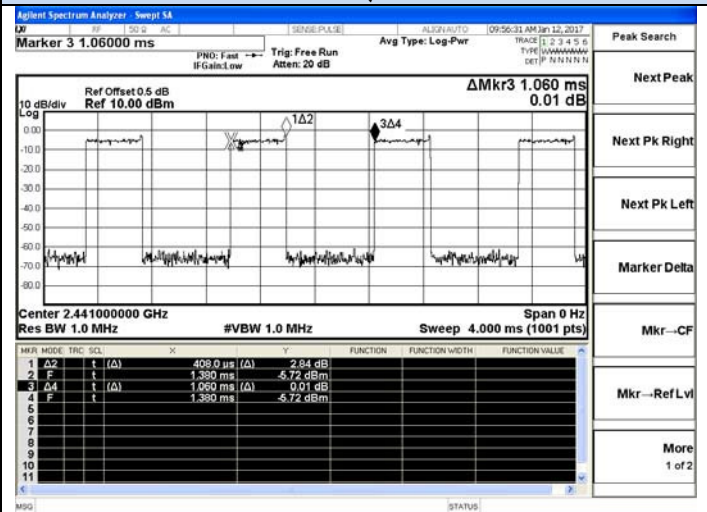 Agilent Spectrum Analyzer - Swept SA
RF 50 Ω AC SENSE:PULSE ALIGN AUTO 09:56:31 AM Jan 12, 2017
Marker 3 1.06000 ms
PNO: Fast
IFGain:Low
Trig: Free Run
Atten: 20 dB
Avg Type: Log-Pwr
TRACE 1 2 3 4 5 6
TYPE WWWWWW
DET P N N N N N
Peak Search
Ref Offset 0.5 dB
Ref 10.00 dBm
10 dB/div
Log
ΔMkr3 1.060 ms
0.01 dB
1Δ2
3Δ4
0.00
-10.0
-20.0
-30.0
-40.0
-50.0
-60.0
-80.0
Center 2.441000000 GHz
Span 0 Hz
Res BW 1.0 MHz
#VBW 1.0 MHz
Sweep 4.000 ms (1001 pts)
MKR MODE TRC SCL X Y FUNCTION FUNCTION WIDTH FUNCTION VALUE
1 Δ2 t (Δ) 408.0 µs (Δ) 2.84 dB
2 F t 1.380 ms -5.72 dBm
3 Δ4 t (Δ) 1.060 ms (Δ) 0.01 dB
4 F t 1.380 ms -5.72 dBm
5
6
7
8
9
10
11
Next Peak
Next Pk Right
Next Pk Left
Marker Delta
Mkr→CF
Mkr→Ref Lvl
More
1 of 2
MSG
STATUS